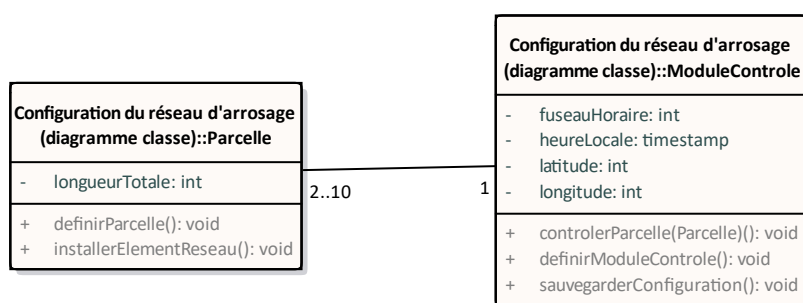 Configuration du réseau d'arrosage
(diagramme classe)::Parcelle
- longueurTotale: int
+ definirParcelle(): void
+ installerElementReseau(): void
2..10
1
Configuration du réseau d'arrosage
(diagramme classe)::ModuleControle
- fuseauHoraire: int
- heureLocale: timestamp
- latitude: int
- longitude: int
+ controlerParcelle(Parcelle)(): void
+ definirModuleControle(): void
+ sauvegarderConfiguration(): void